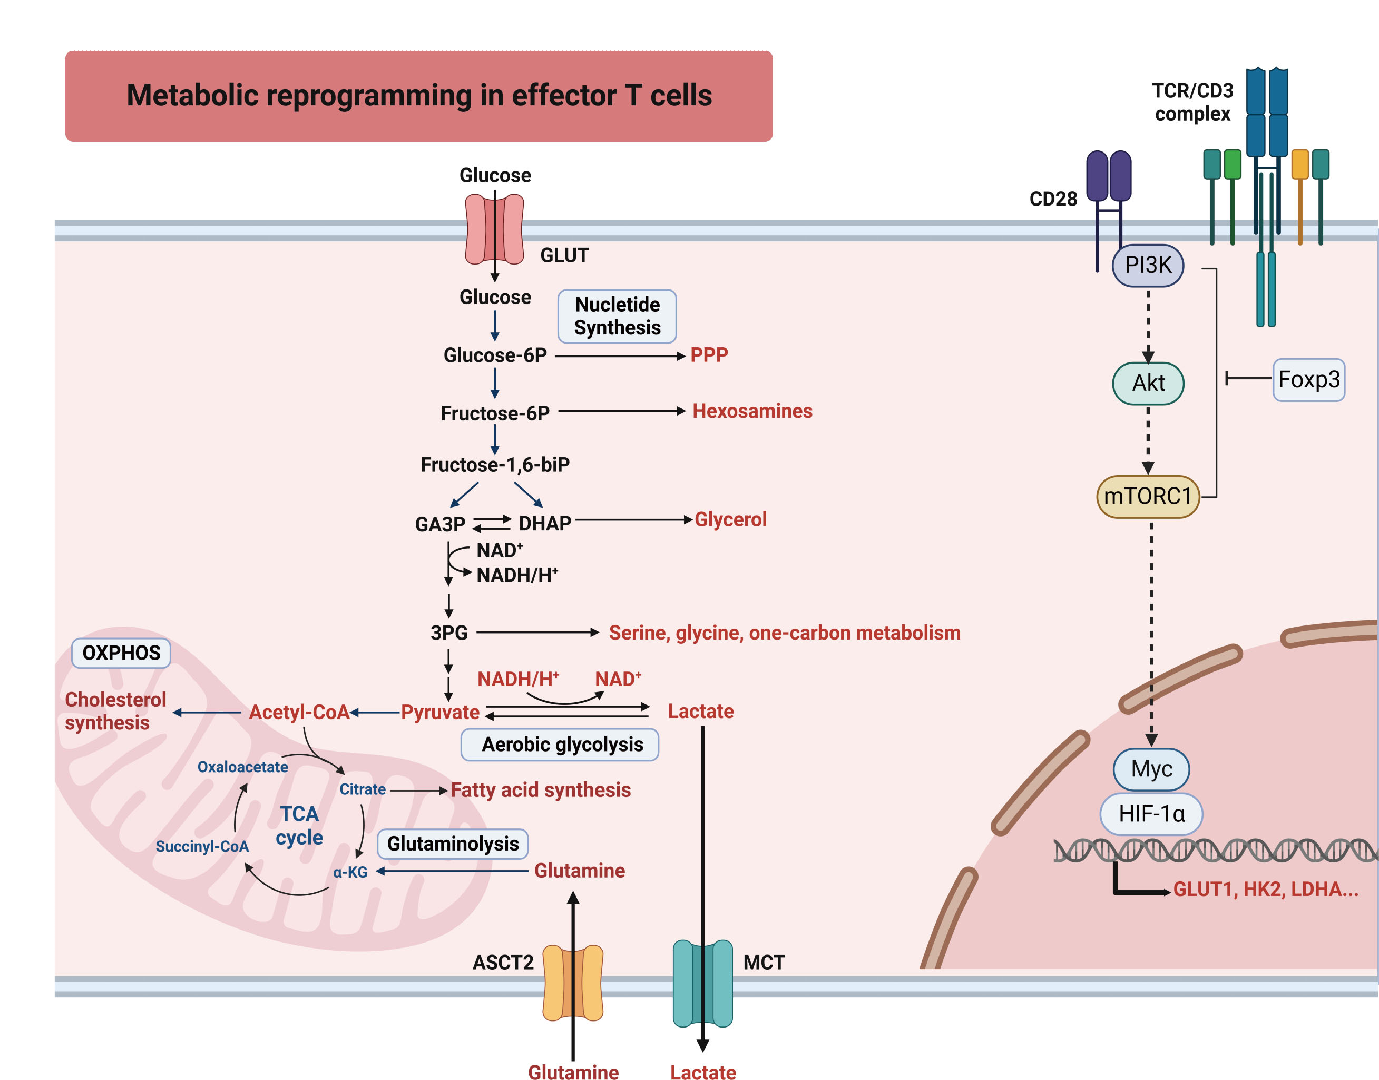 Metabolic reprogramming in effector T cells
TCR/CD3
complex
CD28
Glucose
GLUT
PI3K
Glucose
Nucletide
Synthesis
Glucose-6P
PPP
Akt
Foxp3
Fructose-6P
Hexosamines
Fructose-1,6-biP
mTORC1
GA3P
DHAP
Glycerol
NAD⁺
NADH/H⁺
3PG
Serine, glycine, one-carbon metabolism
OXPHOS
NADH/H⁺
NAD⁺
Cholesterol
synthesis
Acetyl-CoA
Pyruvate
Lactate
Aerobic glycolysis
Oxaloacetate
Citrate
Fatty acid synthesis
TCA
cycle
Myc
HIF-1α
Succinyl-CoA
Glutaminolysis
α-KG
Glutamine
GLUT1, HK2, LDHA...
ASCT2
MCT
Glutamine
Lactate